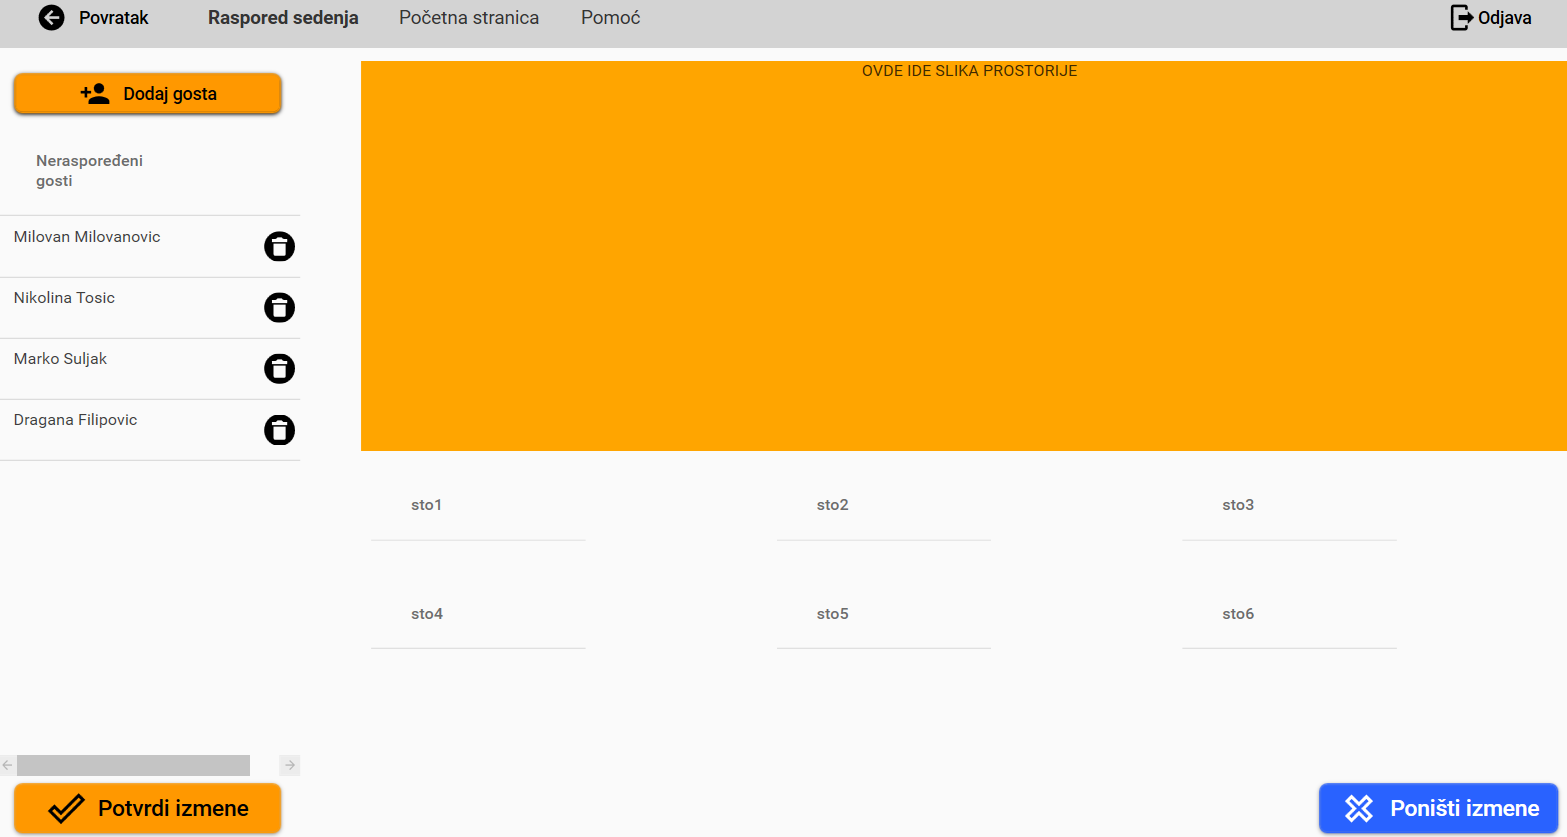 Povratak
Raspored sedenja
Početna stranica
Pomoć
Odjava
Dodaj gosta
OVDE IDE SLIKA PROSTORIJE
Neraspoređeni
gosti
Milovan Milovanovic
Nikolina Tosic
Marko Suljak
Dragana Filipovic
sto1
sto2
sto3
sto4
sto5
sto6
Potvrdi izmene
Poništi izmene